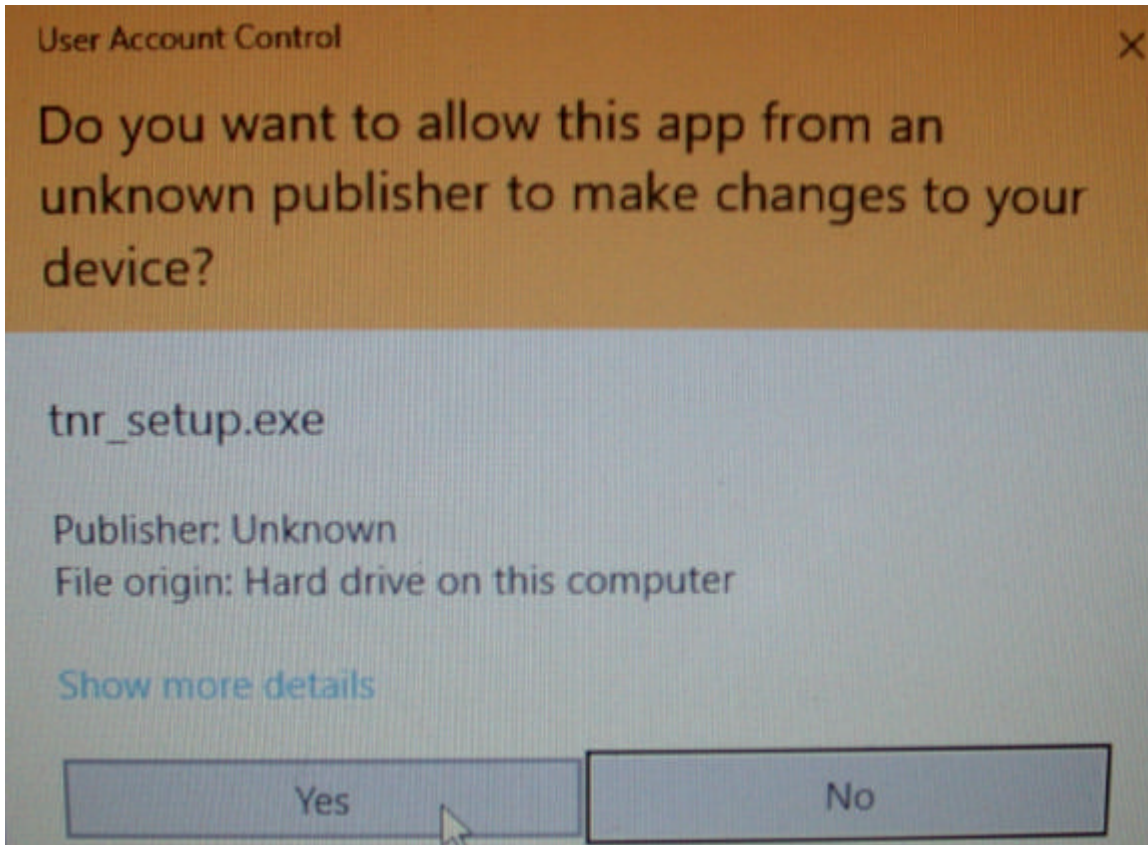 User Account Control
Do you want to allow this app from an
unknown publisher to make changes to your
device?
tnr_setup.exe
Publisher: Unknown
File origin: Hard drive on this computer
Show more details
Yes
No